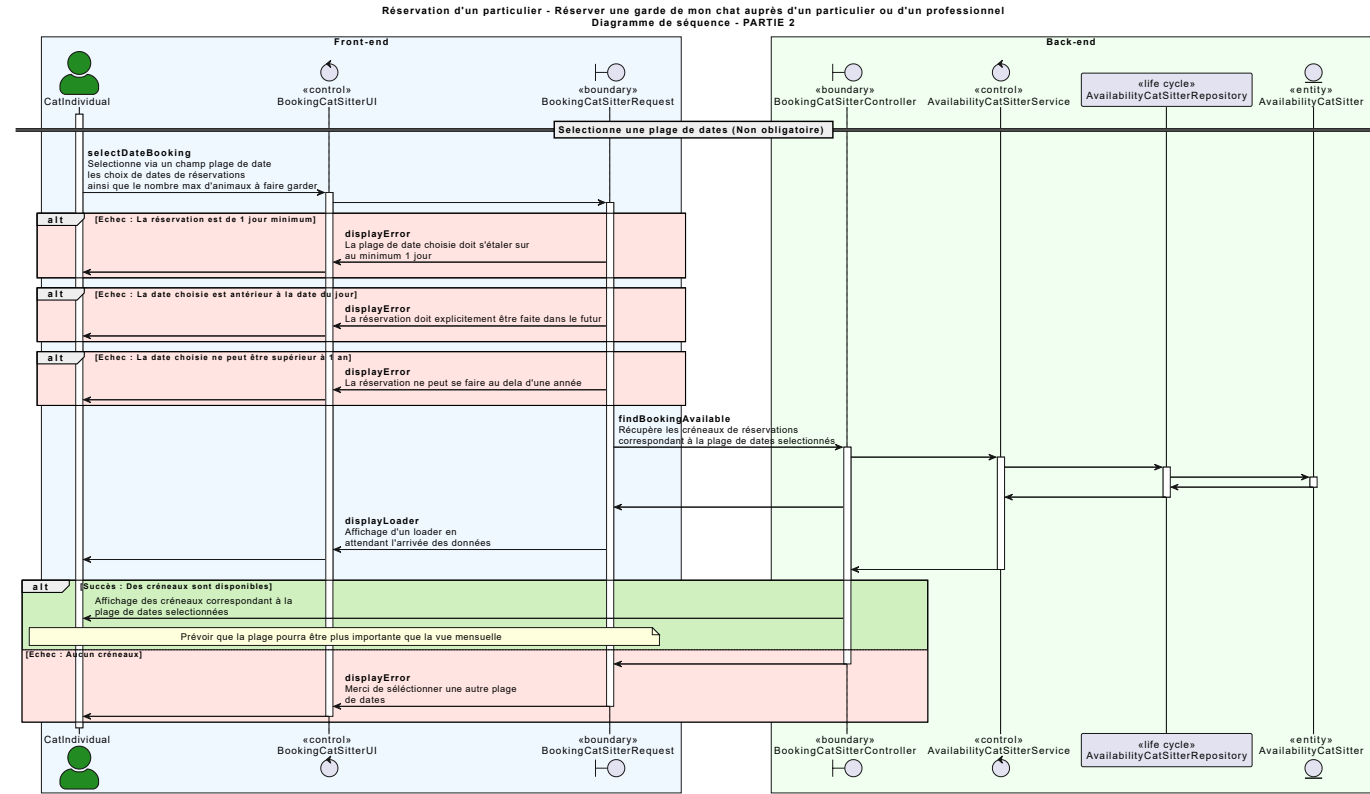 Réservation d'un particulier - Réserver une garde de mon chat auprès d'un particulier ou d'un professionnel
Diagramme de séquence - PARTIE 2
Front-end
Back-end
CatIndividual
«control»
BookingCatSitterUI
«boundary»
BookingCatSitterRequest
«boundary»
BookingCatSitterController
«control»
AvailabilityCatSitterService
«life cycle»
AvailabilityCatSitterRepository
«entity»
AvailabilityCatSitter
Selectionne une plage de dates (Non obligatoire)
selectDateBooking
Selectionne via un champ plage de date
les choix de dates de réservations
ainsi que le nombre max d'animaux à faire garder
alt
[Echec : La réservation est de 1 jour minimum]
displayError
La plage de date choisie doit s'étaler sur
au minimum 1 jour
alt
[Echec : La date choisie est antérieur à la date du jour]
displayError
La réservation doit explicitement être faite dans le futur
alt
[Echec : La date choisie ne peut être supérieur à 1 an]
displayError
La réservation ne peut se faire au dela d'une année
findBookingAvailable
Récupère les créneaux de réservations
correspondant à la plage de dates selectionnés
displayLoader
Affichage d'un loader en
attendant l'arrivée des données
alt
[Succès : Des créneaux sont disponibles]
Affichage des créneaux correspondant à la
plage de dates selectionnées
Prévoir que la plage pourra être plus importante que la vue mensuelle
[Echec : Aucun créneaux]
displayError
Merci de séléctionner une autre plage
de dates
CatIndividual
«control»
BookingCatSitterUI
«boundary»
BookingCatSitterRequest
«boundary»
BookingCatSitterController
«control»
AvailabilityCatSitterService
«life cycle»
AvailabilityCatSitterRepository
«entity»
AvailabilityCatSitter